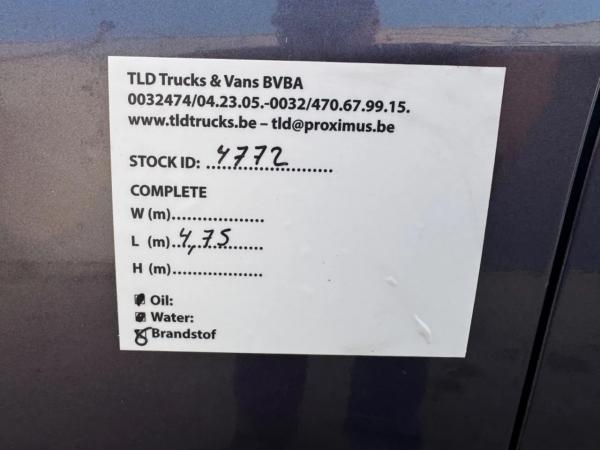 TLD Trucks & Vans BVBA
0032474/04.23.05.-0032/470.67.99.15.
www.tldtrucks.be – tld@proximus.be
STOCK ID: 4772
COMPLETE
W (m)....................
L (m)..4,75......
H (m)....................
Oil:
Water:
Brandstof